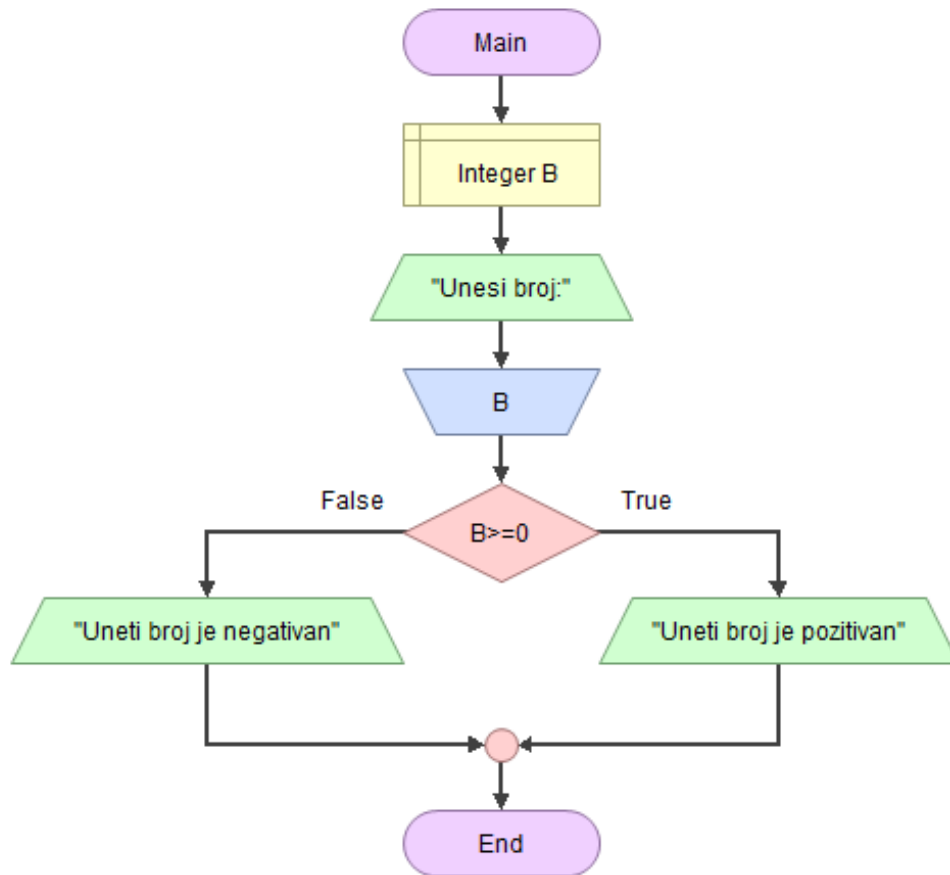 Main
Integer B
"Unesi broj:"
B
False
True
B>=0
"Uneti broj je negativan"
"Uneti broj je pozitivan"
End